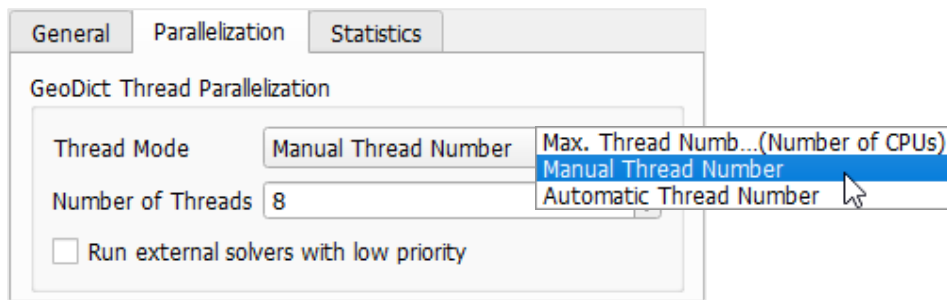 General Parallelization Statistics
GeoDict Thread Parallelization
Thread Mode Manual Thread Number
Max. Thread Numb...(Number of CPUs)
Manual Thread Number
Automatic Thread Number
Number of Threads 8
Run external solvers with low priority